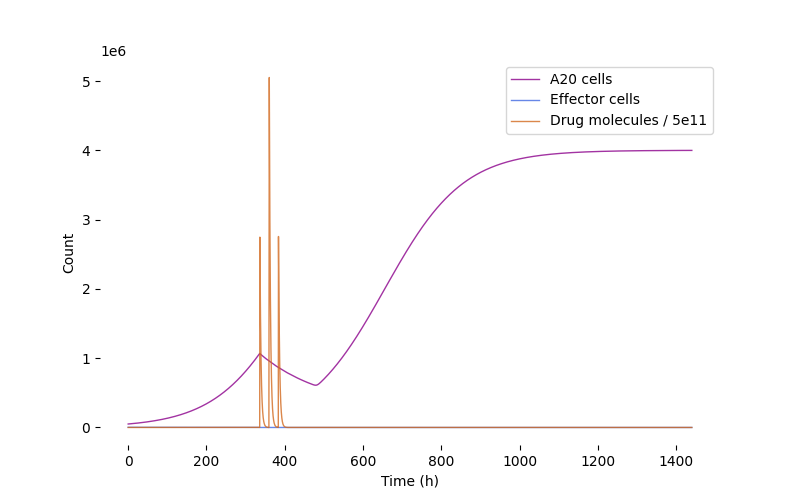 1e6
A20 cells
Effector cells
Drug molecules / 5e11
5
4
3
2
1
0
Count
0 200 400 600 800 1000 1200 1400
Time (h)